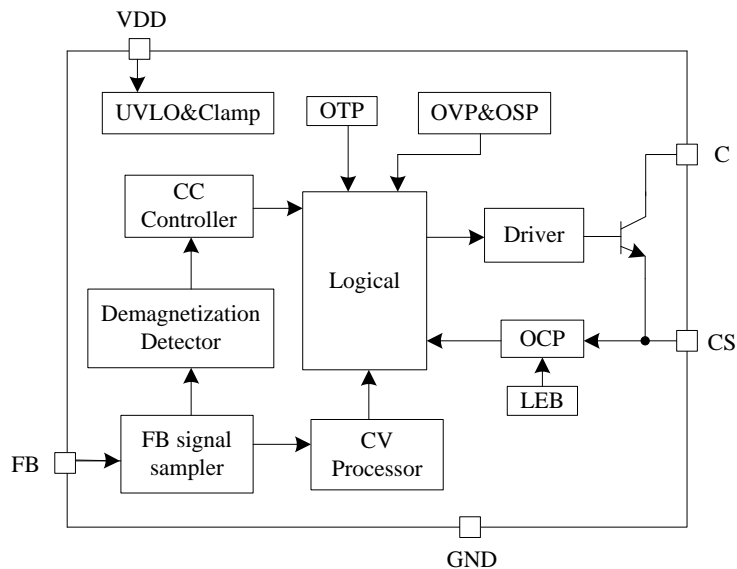 VDD
UVLO&Clamp
OTP
OVP&OSP
C
CC
Controller
Driver
Logical
Demagnetization
Detector
OCP
CS
LEB
FB
FB signal
sampler
CV
Processor
GND